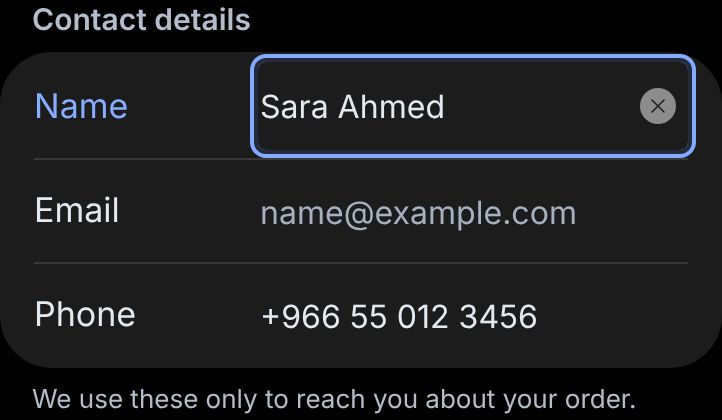 Contact details
Name Sara Ahmed
Email name@example.com
Phone +966 55 012 3456
We use these only to reach you about your order.